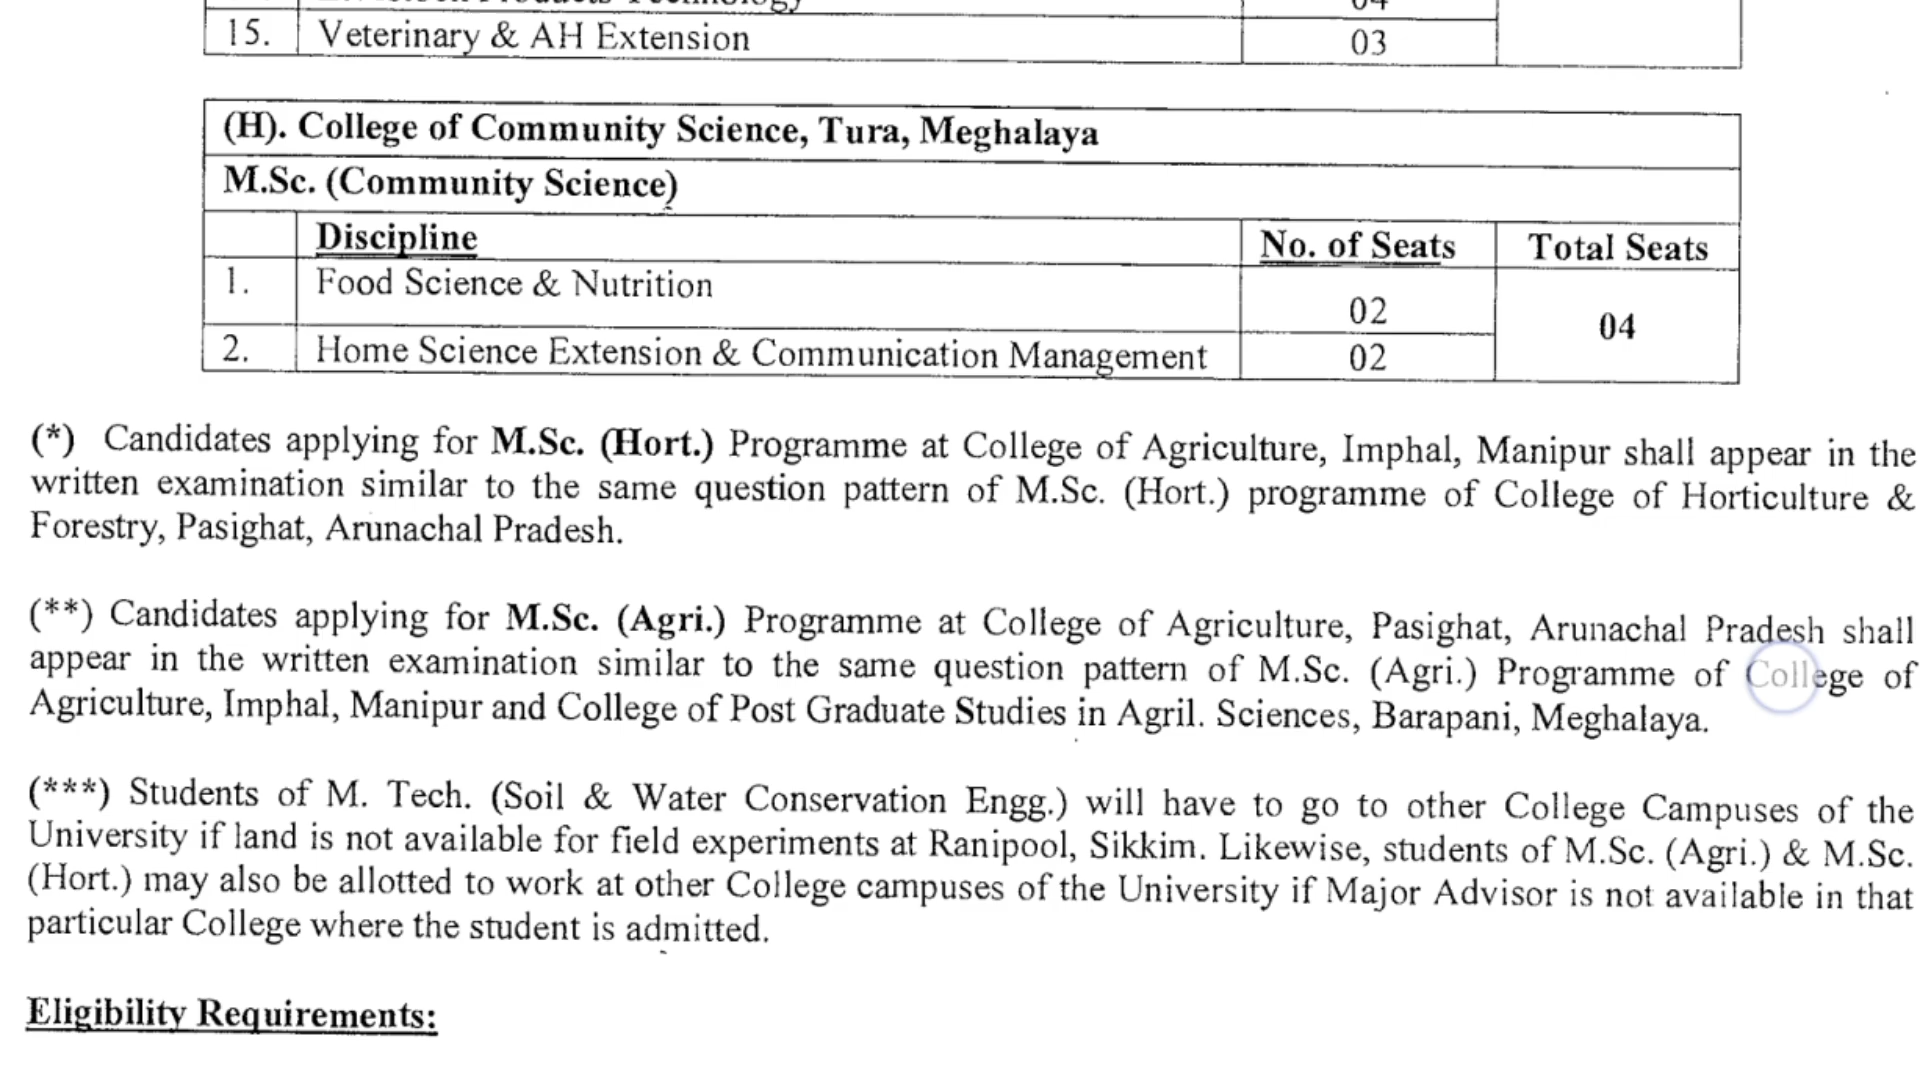 15. Veterinary & AH Extension 03
(H). College of Community Science, Tura, Meghalaya
M.Sc. (Community Science)
Discipline No. of Seats Total Seats
1. Food Science & Nutrition 02
04
2. Home Science Extension & Communication Management 02
(*) Candidates applying for M.Sc. (Hort.) Programme at College of Agriculture, Imphal, Manipur shall appear in the
written examination similar to the same question pattern of M.Sc. (Hort.) programme of College of Horticulture &
Forestry, Pasighat, Arunachal Pradesh.
(**) Candidates applying for M.Sc. (Agri.) Programme at College of Agriculture, Pasighat, Arunachal Pradesh shall
appear in the written examination similar to the same question pattern of M.Sc. (Agri.) Programme of College of
Agriculture, Imphal, Manipur and College of Post Graduate Studies in Agril. Sciences, Barapani, Meghalaya.
(***) Students of M. Tech. (Soil & Water Conservation Engg.) will have to go to other College Campuses of the
University if land is not available for field experiments at Ranipool, Sikkim. Likewise, students of M.Sc. (Agri.) & M.Sc.
(Hort.) may also be allotted to work at other College campuses of the University if Major Advisor is not available in that
particular College where the student is admitted.
Eligibility Requirements: